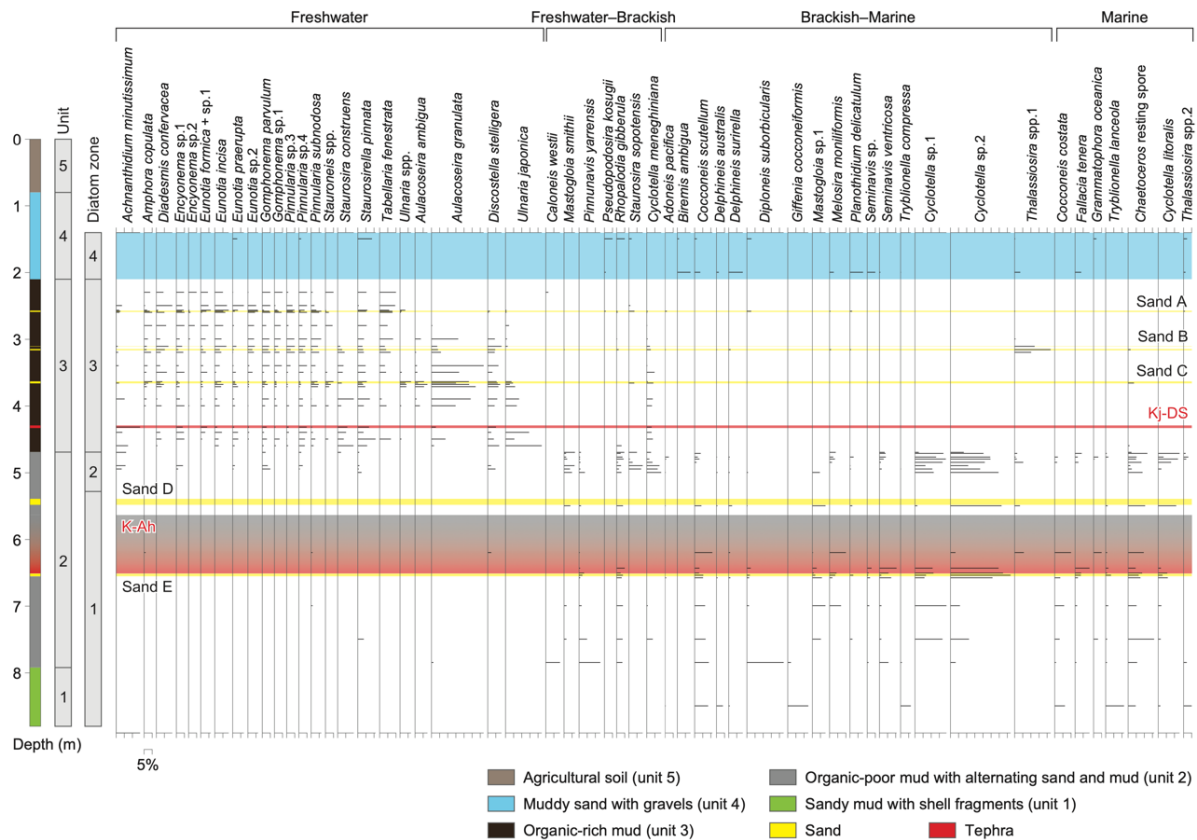 Freshwater
Freshwater–Brackish
Brackish–Marine
Marine
Achnanthidium minutissimum
Amphora copulata
Diadesmis confervacea
Encyonema sp.1
Encyonema sp.2
Eunotia formica + sp.1
Eunotia incisa
Eunotia praerupta
Eunotia sp.2
Gomphonema parvulum
Gomphonema sp.1
Pinnularia sp.3
Pinnularia sp.4
Pinnularia subnodosa
Stauroneis spp.
Staurosira construens
Staurosirella pinnata
Tabellaria fenestrata
Ulnaria spp.
Aulacoseira ambigua
Aulacoseira granulata
Discostella stelligera
Ulnaria japonica
Caloneis westii
Mastogloia smithii
Pinnunavis yarrensis
Pseudopodosira kosugii
Rhopalodia gibberula
Staurosira sopotensis
Cyclotella meneghiniana
Adoneis pacifica
Biremis ambigua
Cocconeis scutellum
Delphineis australis
Delphineis surirella
Diploneis suborbicularis
Giffenia cocconeiformis
Mastogloia sp.1
Melosira moniliformis
Planothidium delicatulum
Seminavis sp.
Seminavis ventricosa
Tryblionella compressa
Cyclotella sp.1
Cyclotella sp.2
Thalassiosira spp.1
Cocconeis costata
Fallacia tenera
Grammatophora oceanica
Tryblionella lanceola
Chaetoceros resting spore
Cyclotella litoralis
Thalassiosira spp.2
Unit
Diatom zone
0
1
2
3
4
5
6
7
8
Depth (m)
5
4
3
2
1
4
3
2
1
Sand A
Sand B
Sand C
Kj-DS
Sand D
K-Ah
Sand E
5%
Agricultural soil (unit 5)
Muddy sand with gravels (unit 4)
Organic-rich mud (unit 3)
Organic-poor mud with alternating sand and mud (unit 2)
Sandy mud with shell fragments (unit 1)
Sand
Tephra